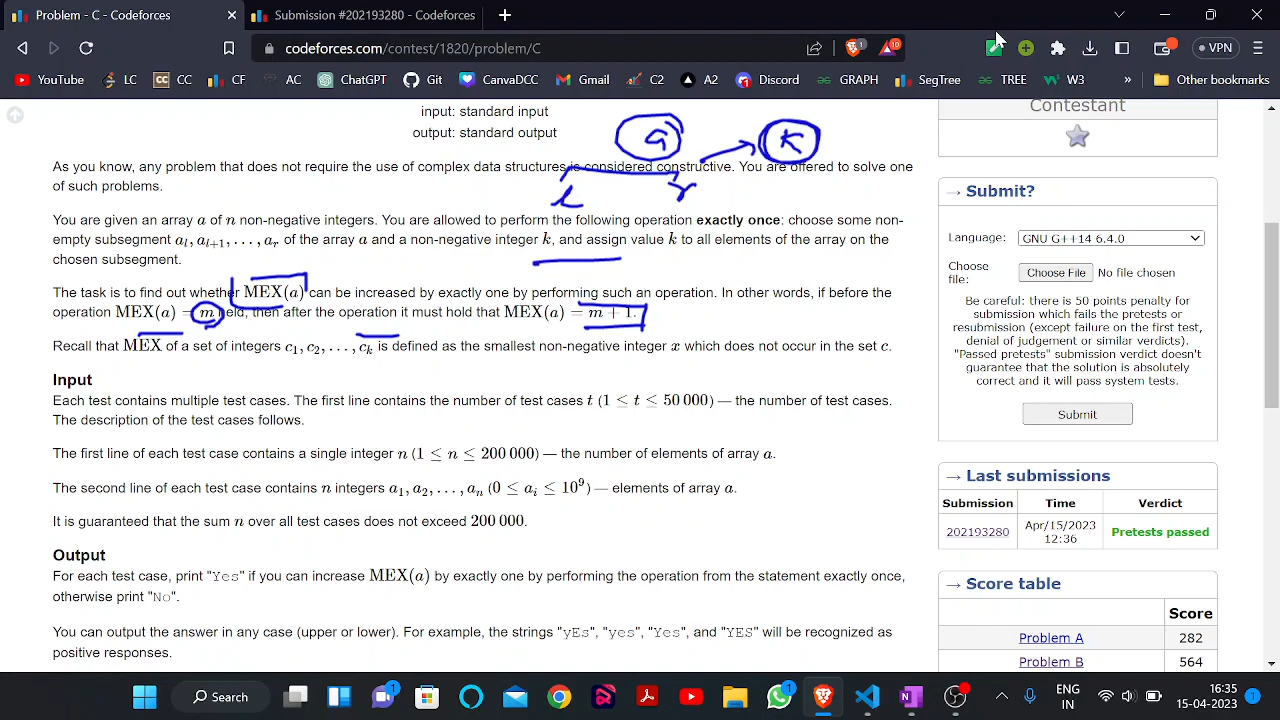 Problem - C - Codeforces
Submission #202193280 - Codeforces
codeforces.com/contest/1820/problem/C
1
10
VPN
YouTube LC CC CC CF AC ChatGPT Git CanvaDCC Gmail C2 A2 Discord GRAPH SegTree TREE W3 » Other bookmarks
input: standard input
output: standard output
a
k
l
r
As you know, any problem that does not require the use of complex data structures is considered constructive. You are offered to solve one
of such problems.
You are given an array a of n non-negative integers. You are allowed to perform the following operation exactly once: choose some non-
empty subsegment a_l, a_{l+1}, . . . , a_r of the array a and a non-negative integer k, and assign value k to all elements of the array on the
chosen subsegment.
The task is to find out whether MEX(a) can be increased by exactly one by performing such an operation. In other words, if before the
operation MEX(a) = m held, then after the operation it must hold that MEX(a) = m + 1.
Recall that MEX of a set of integers c_1, c_2, . . . , c_k is defined as the smallest non-negative integer x which does not occur in the set c.
Input
Each test contains multiple test cases. The first line contains the number of test cases t (1 ≤ t ≤ 50 000) — the number of test cases.
The description of the test cases follows.
The first line of each test case contains a single integer n (1 ≤ n ≤ 200 000) — the number of elements of array a.
The second line of each test case contains n integers a_1, a_2, . . . , a_n (0 ≤ a_i ≤ 10^9) — elements of array a.
It is guaranteed that the sum n over all test cases does not exceed 200 000.
Output
For each test case, print "Yes" if you can increase MEX(a) by exactly one by performing the operation from the statement exactly once,
otherwise print "No".
You can output the answer in any case (upper or lower). For example, the strings "yEs", "yes", "Yes", and "YES" will be recognized as
positive responses.
Contestant
→ Submit?
Language: GNU G++14 6.4.0
Choose
file:
Choose File No file chosen
Be careful: there is 50 points penalty for
submission which fails the pretests or
resubmission (except failure on the first test,
denial of judgement or similar verdicts).
"Passed pretests" submission verdict doesn't
guarantee that the solution is absolutely
correct and it will pass system tests.
Submit
→ Last submissions
Submission Time Verdict
202193280 Apr/15/2023 12:36 Pretests passed
→ Score table
Score
Problem A 282
Problem B 564
Search
1
1
ENG
IN
16:35
15-04-2023
1